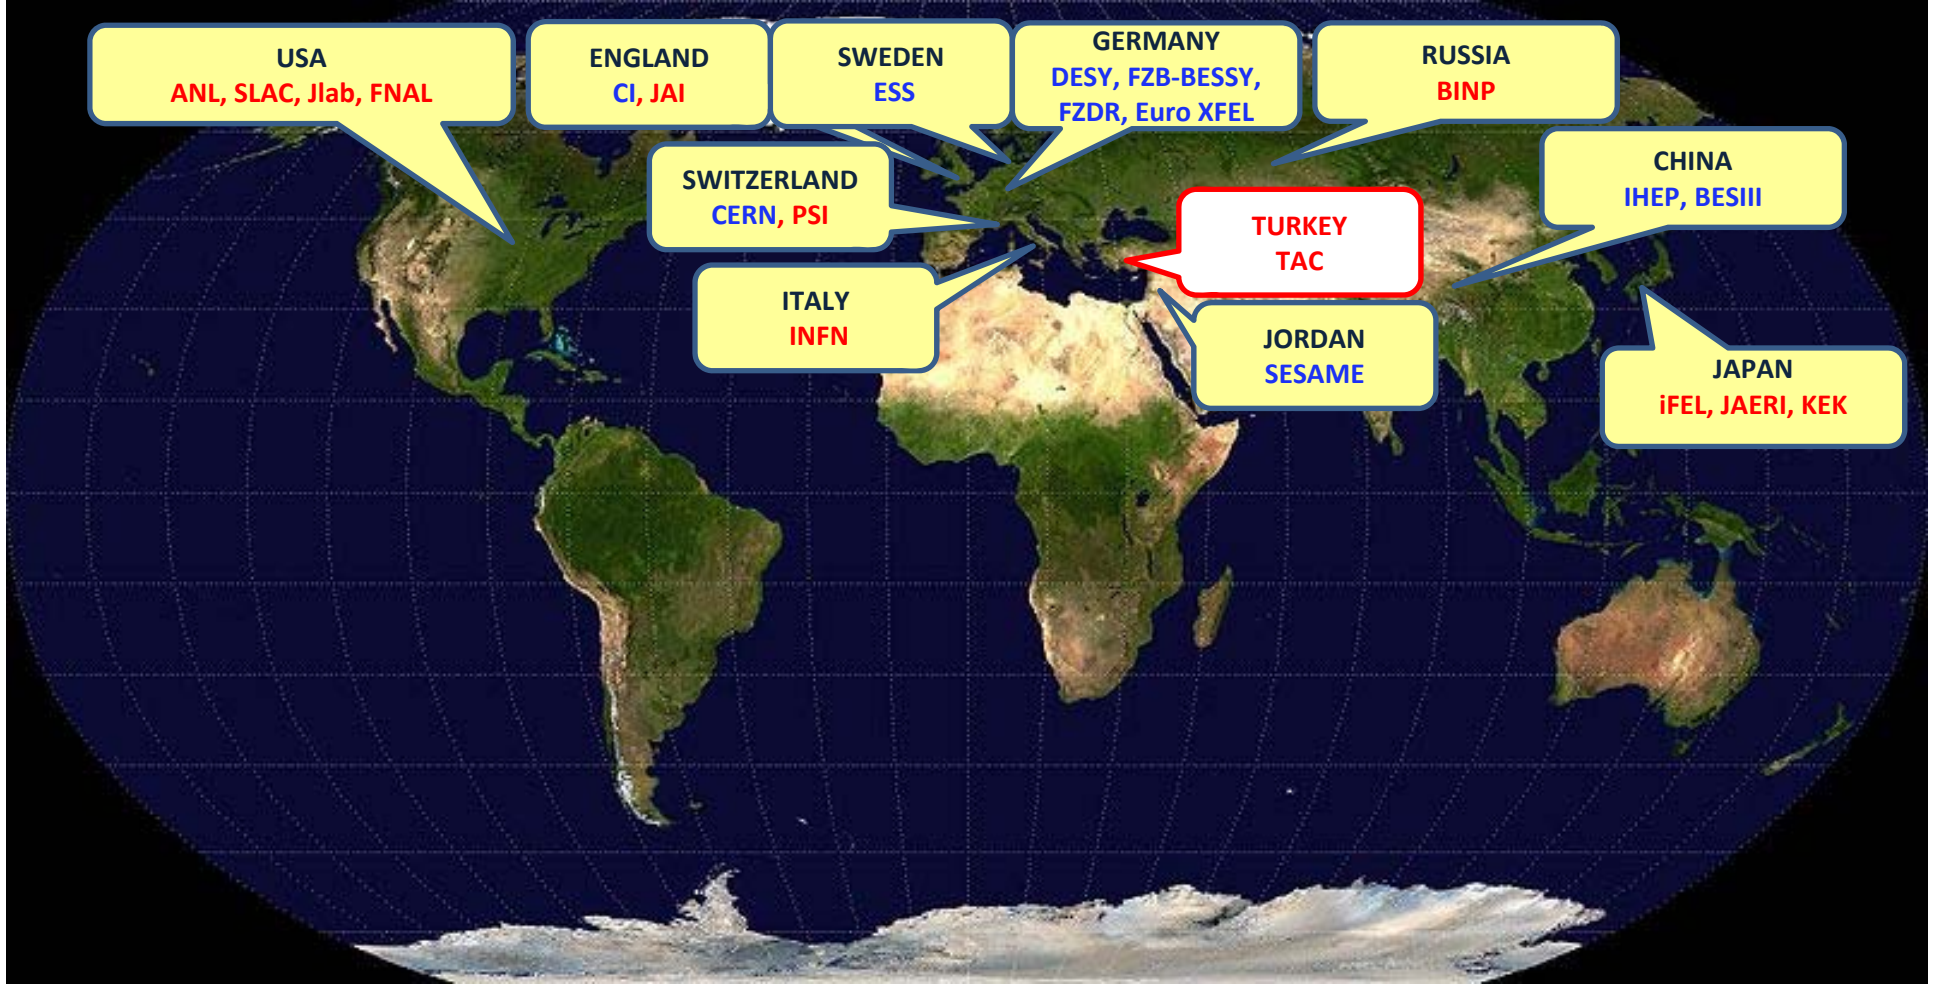 USA
ANL, SLAC, Jlab, FNAL
ENGLAND
CI, JAI
SWEDEN
ESS
GERMANY
DESY, FZB-BESSY,
FZDR, Euro XFEL
RUSSIA
BINP
SWITZERLAND
CERN, PSI
CHINA
IHEP, BESIII
TURKEY
TAC
ITALY
INFN
JORDAN
SESAME
JAPAN
iFEL, JAERI, KEK